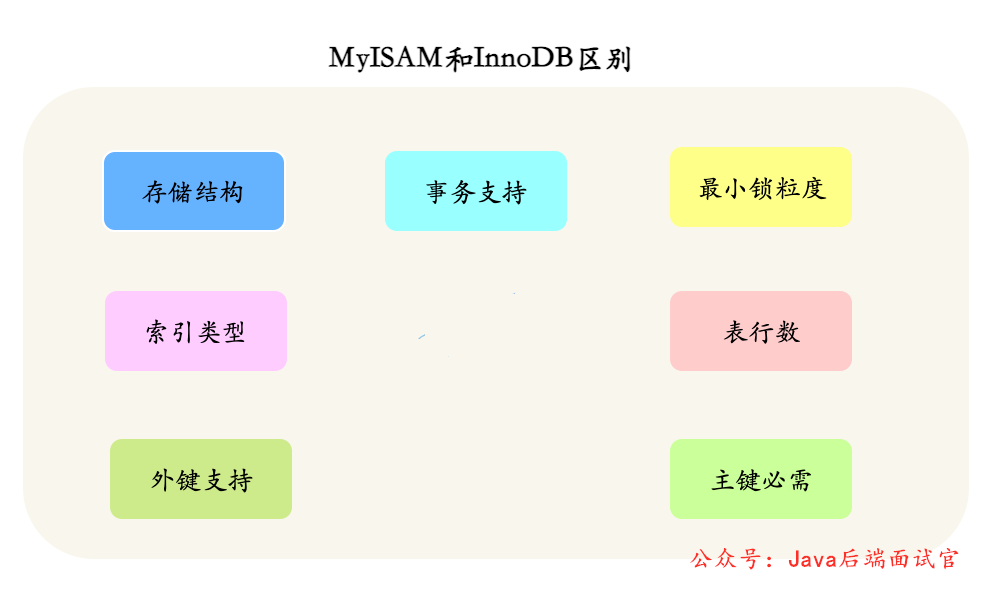 MyISAM和InnoDB区别
存储结构
事务支持
最小锁粒度
索引类型
表行数
外键支持
主键必需
公众号：Java后端面试官